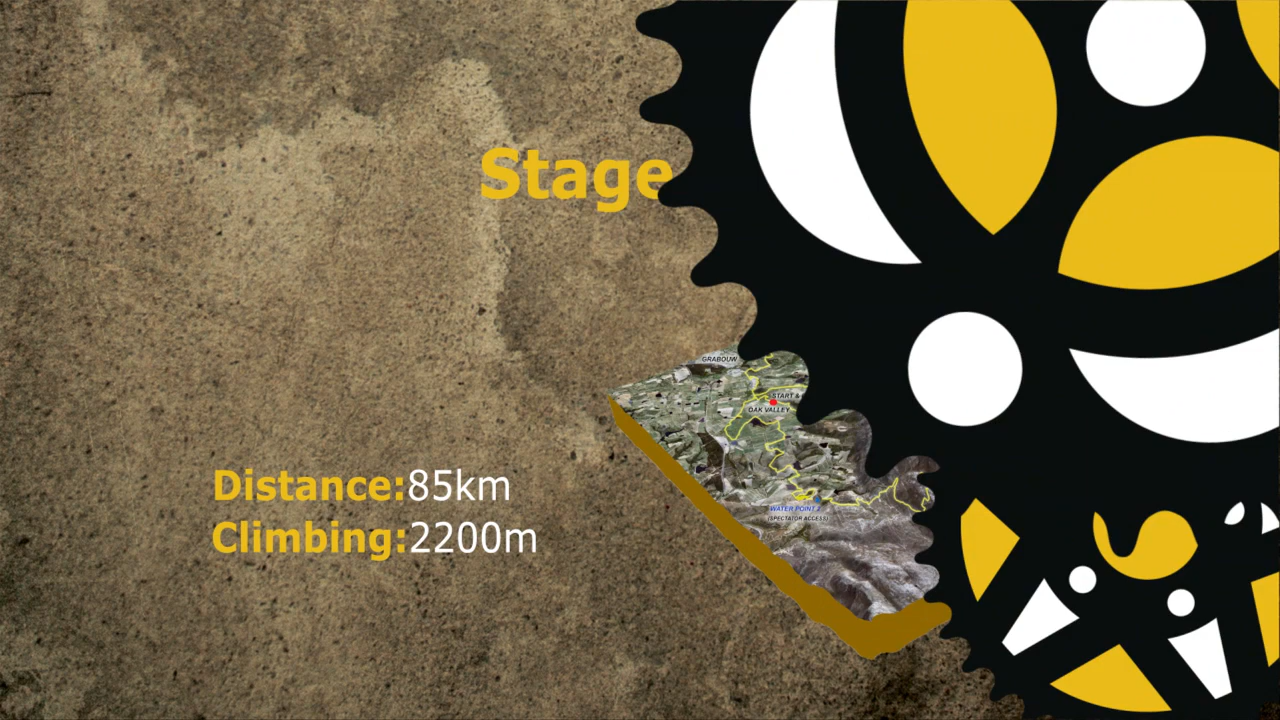 Stage
GRABOUW
START &
OAK VALLEY
Distance:85km
WATER POINT 2
(SPECTATOR ACCESS)
Climbing:2200m